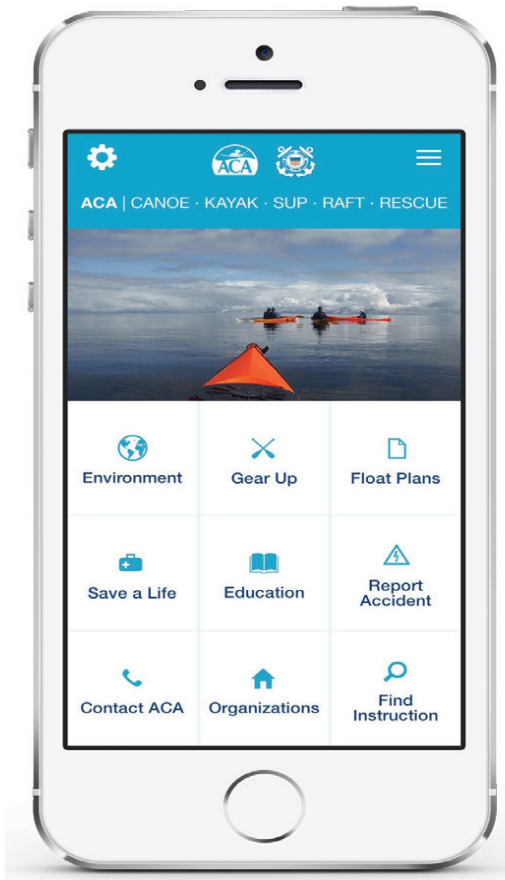 ACA
ACA | CANOE · KAYAK · SUP · RAFT · RESCUE
Environment
Gear Up
Float Plans
Save a Life
Education
Report
Accident
Contact ACA
Organizations
Find
Instruction